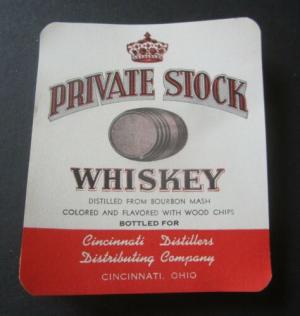 PRIVATE STOCK
WHISKEY
DISTILLED FROM BOURBON MASH
COLORED AND FLAVORED WITH WOOD CHIPS
BOTTLED FOR
Cincinnati Distillers
Distributing Company
CINCINNATI, OHIO